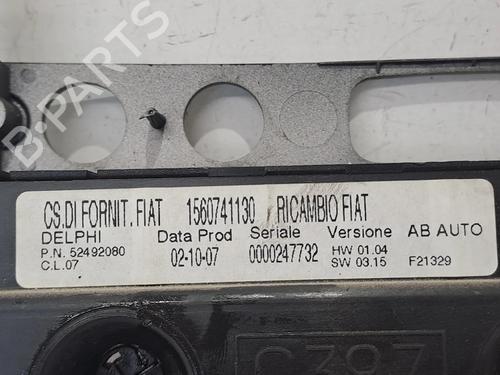 B-PARTS
CS.DI FORNIT. FIAT 1560741130 RICAMBIO FIAT
DELPHI Data Prod Seriale Versione AB AUTO
P.N. 52492080 02-10-07 0000247732 HW 01.04 F21329
C.L.07 SW 03.15
C397